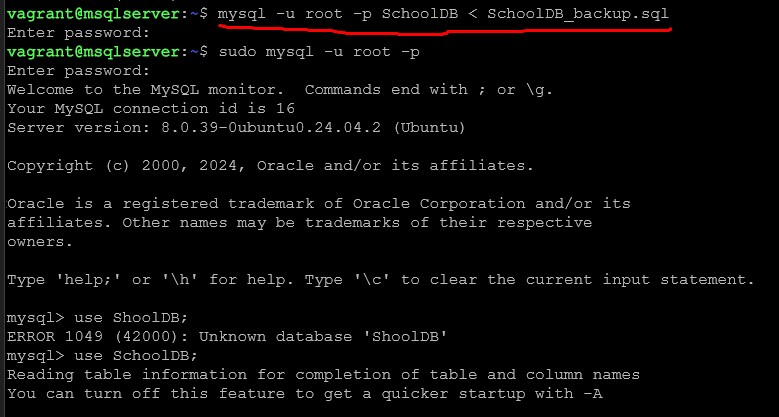 vagrant@msqlserver:~$ mysql -u root -p SchoolDB < SchoolDB_backup.sql
Enter password:
vagrant@msqlserver:~$ sudo mysql -u root -p
Enter password:
Welcome to the MySQL monitor.  Commands end with ; or \g.
Your MySQL connection id is 16
Server version: 8.0.39-0ubuntu0.24.04.2 (Ubuntu)
Copyright (c) 2000, 2024, Oracle and/or its affiliates.
Oracle is a registered trademark of Oracle Corporation and/or its
affiliates. Other names may be trademarks of their respective
owners.
Type 'help;' or '\h' for help. Type '\c' to clear the current input statement.
mysql> use ShoolDB;
ERROR 1049 (42000): Unknown database 'ShoolDB'
mysql> use SchoolDB;
Reading table information for completion of table and column names
You can turn off this feature to get a quicker startup with -A